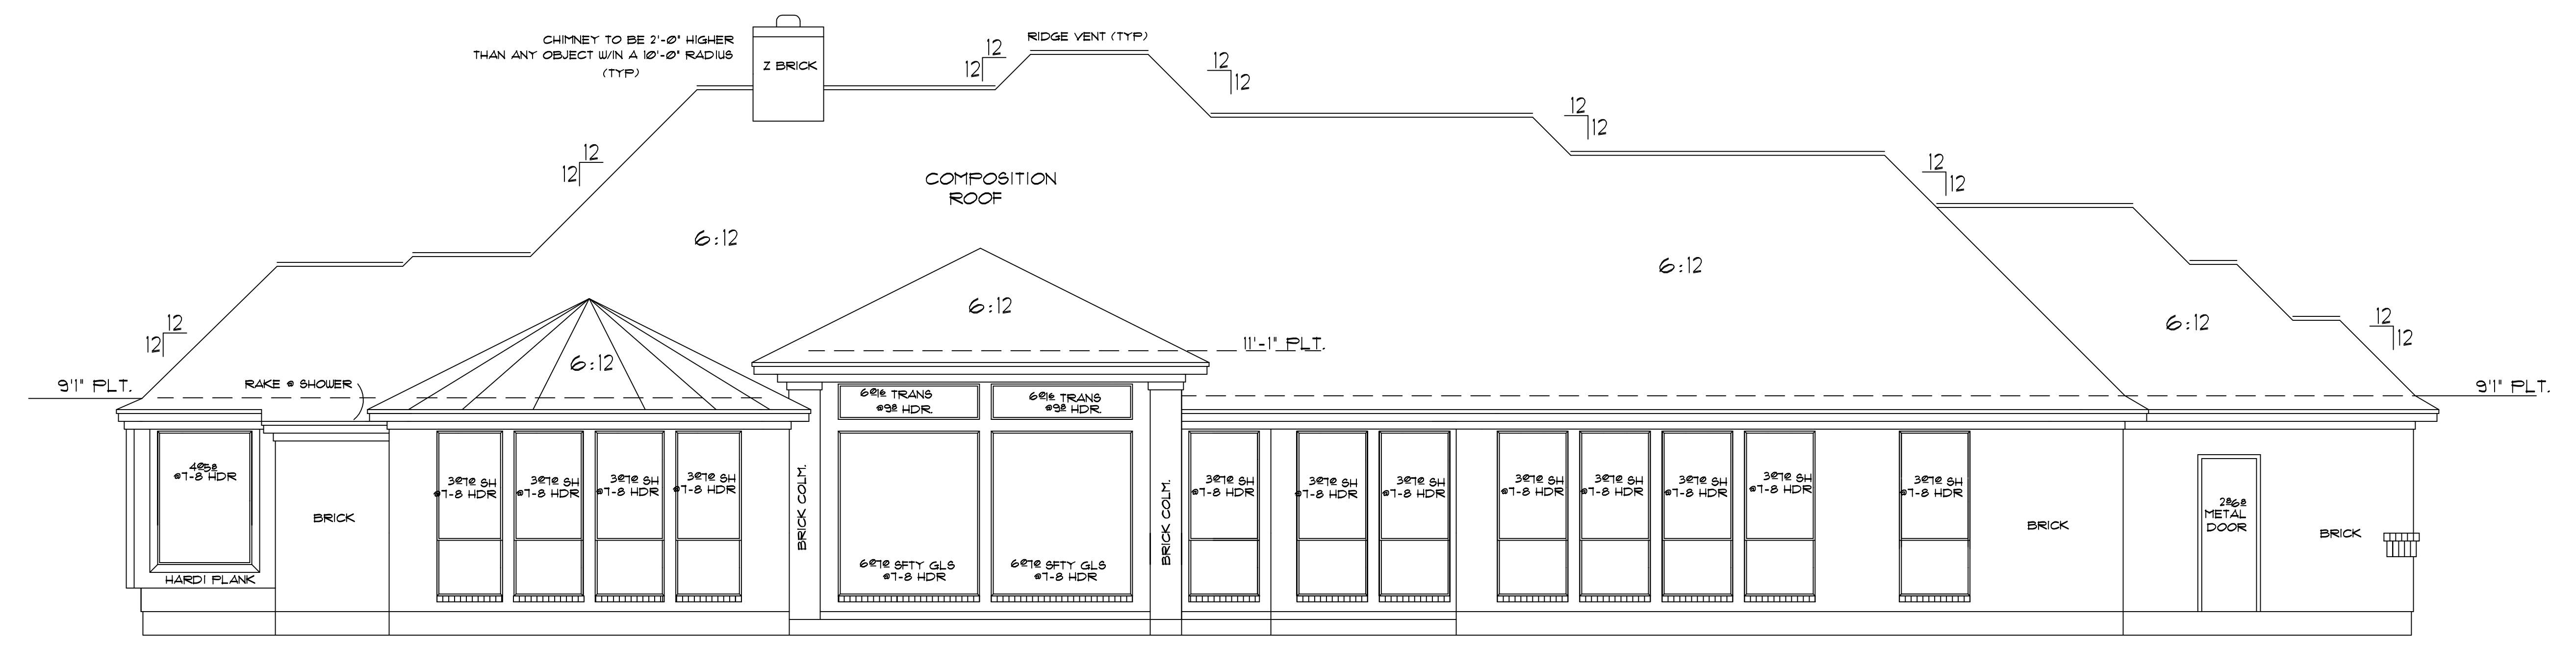 CHIMNEY TO BE 2'-0" HIGHER
THAN ANY OBJECT W/IN A 10'-0" RADIUS
(TYP)
Z BRICK
RIDGE VENT (TYP)
12
12
12
12
12
12
12
12
12
12
12
12
12
12
COMPOSITION
ROOF
6:12
6:12
6:12
6:12
6:12
11'-1" PLT.
9'1" PLT.
9'1" PLT.
RAKE @ SHOWER
6016 TRANS
@98 HDR.
6016 TRANS
@98 HDR.
4058
@7-8 HDR
HARDI PLANK
BRICK
3070 SH
@7-8 HDR
3070 SH
@7-8 HDR
3070 SH
@7-8 HDR
3070 SH
@7-8 HDR
BRICK COLM.
6070 SFTY GLS
@7-8 HDR
6070 SFTY GLS
@7-8 HDR
BRICK COLM.
3070 SH
@7-8 HDR
3070 SH
@7-8 HDR
3070 SH
@7-8 HDR
3070 SH
@7-8 HDR
3070 SH
@7-8 HDR
3070 SH
@7-8 HDR
3070 SH
@7-8 HDR
3070 SH
@7-8 HDR
BRICK
2868
METAL
DOOR
BRICK